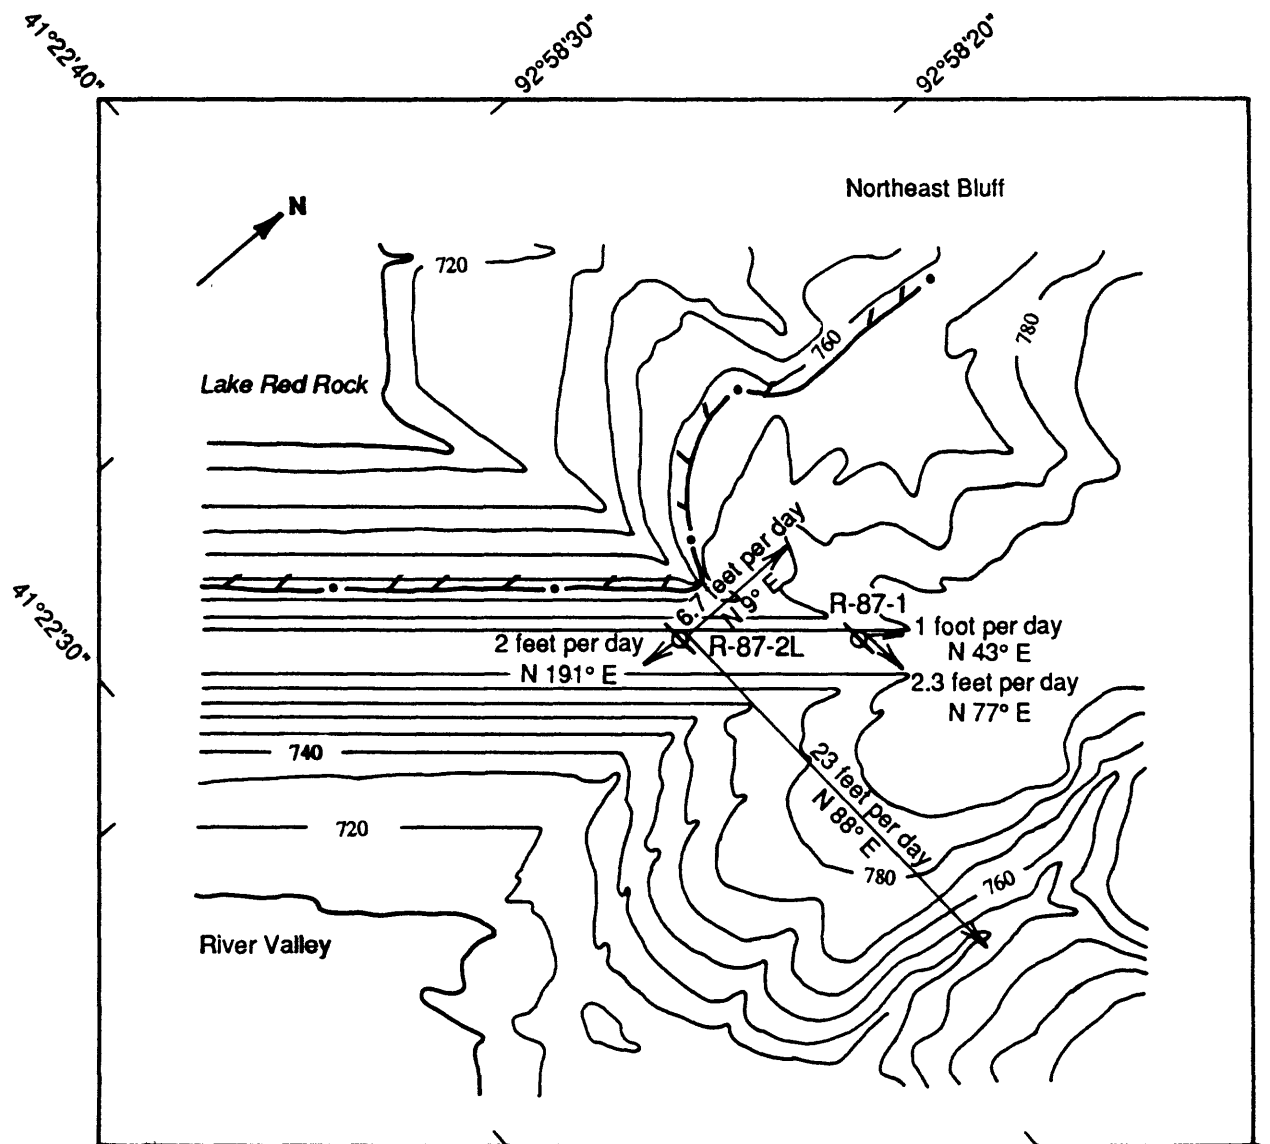 41°22'40"
92°58'30"
92°58'20"
Northeast Bluff
N
720
780
760
Lake Red Rock
41°22'30"
6.7 feet per day
N 9° E
R-87-1
1 foot per day
N 43° E
2 feet per day
N 191° E
R-87-2L
2.3 feet per day
N 77° E
740
23 feet per day
N 88° E
720
780
760
River Valley